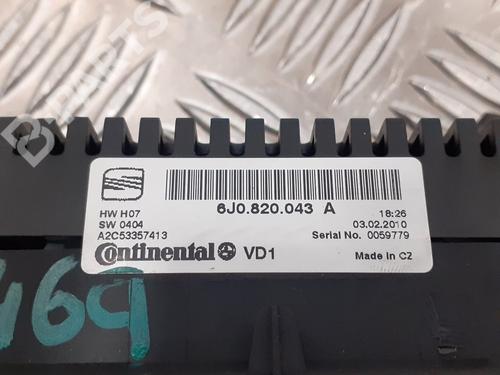 B-PARTS
6J0.820.043 A
HW H07
SW 0404
A2C53357413
18:26
03.02.2010
Serial No. 0059779
Continental VD1
Made in CZ